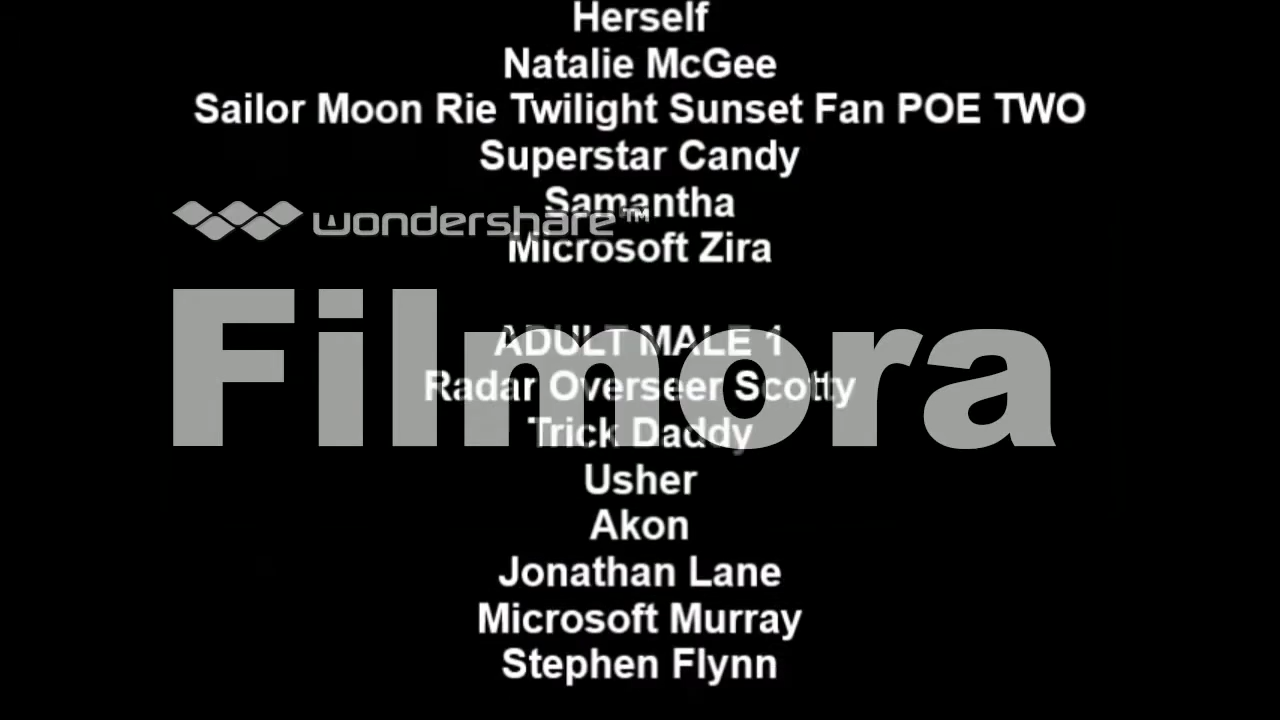 Herself
Natalie McGee
Sailor Moon Rie Twilight Sunset Fan POE TWO
Superstar Candy
Samantha
wondershare™
Microsoft Zira
Filmora
ADULT MALE 1
Radar Overseer Scotty
Trick Daddy
Usher
Akon
Jonathan Lane
Microsoft Murray
Stephen Flynn